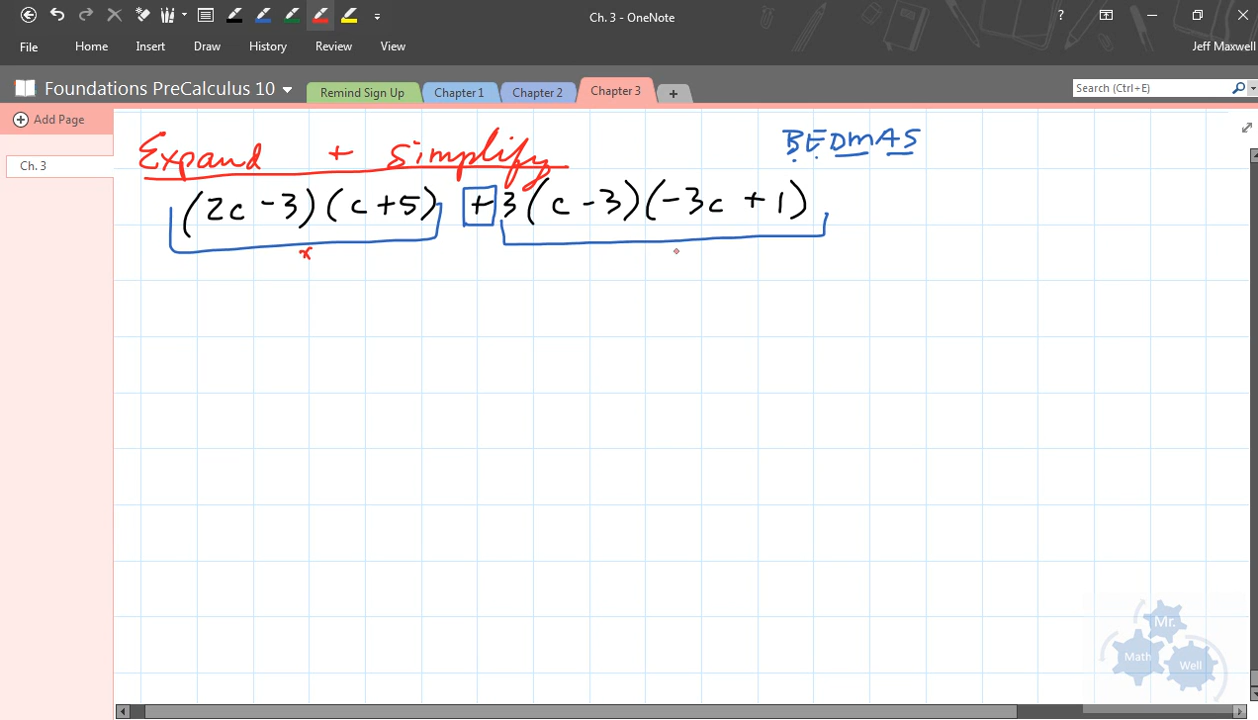 Ch. 3 - OneNote
?
File Home Insert Draw History Review View
Jeff Maxwell
Foundations PreCalculus 10
Remind Sign Up Chapter 1 Chapter 2 Chapter 3 +
Search (Ctrl+E)
Add Page
Ch. 3
Expand + Simplify
BEDMAS
(2c - 3)(c + 5) + 3(c - 3)(-3c + 1)
x
Mr.
Math
Well